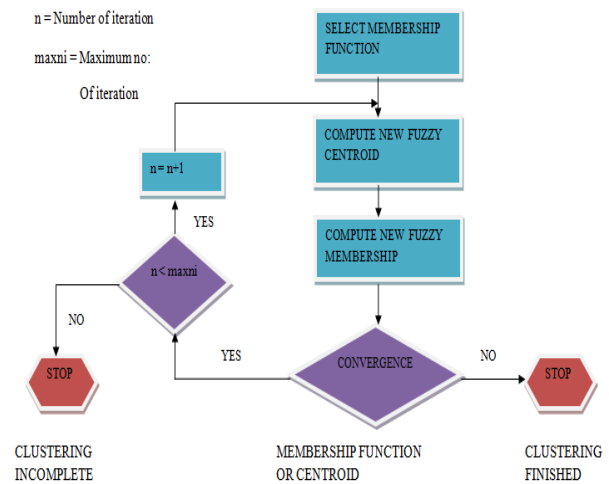 n = Number of iteration
maxni = Maximum no:
Of iteration
SELECT MEMBERSHIP
FUNCTION
COMPUTE NEW FUZZY
CENTROID
n = n+1
COMPUTE NEW FUZZY
MEMBERSHIP
YES
n < maxni
NO
YES
CONVERGENCE
NO
STOP
STOP
CLUSTERING
INCOMPLETE
MEMBERSHIP FUNCTION
OR CENTROID
CLUSTERING
FINISHED